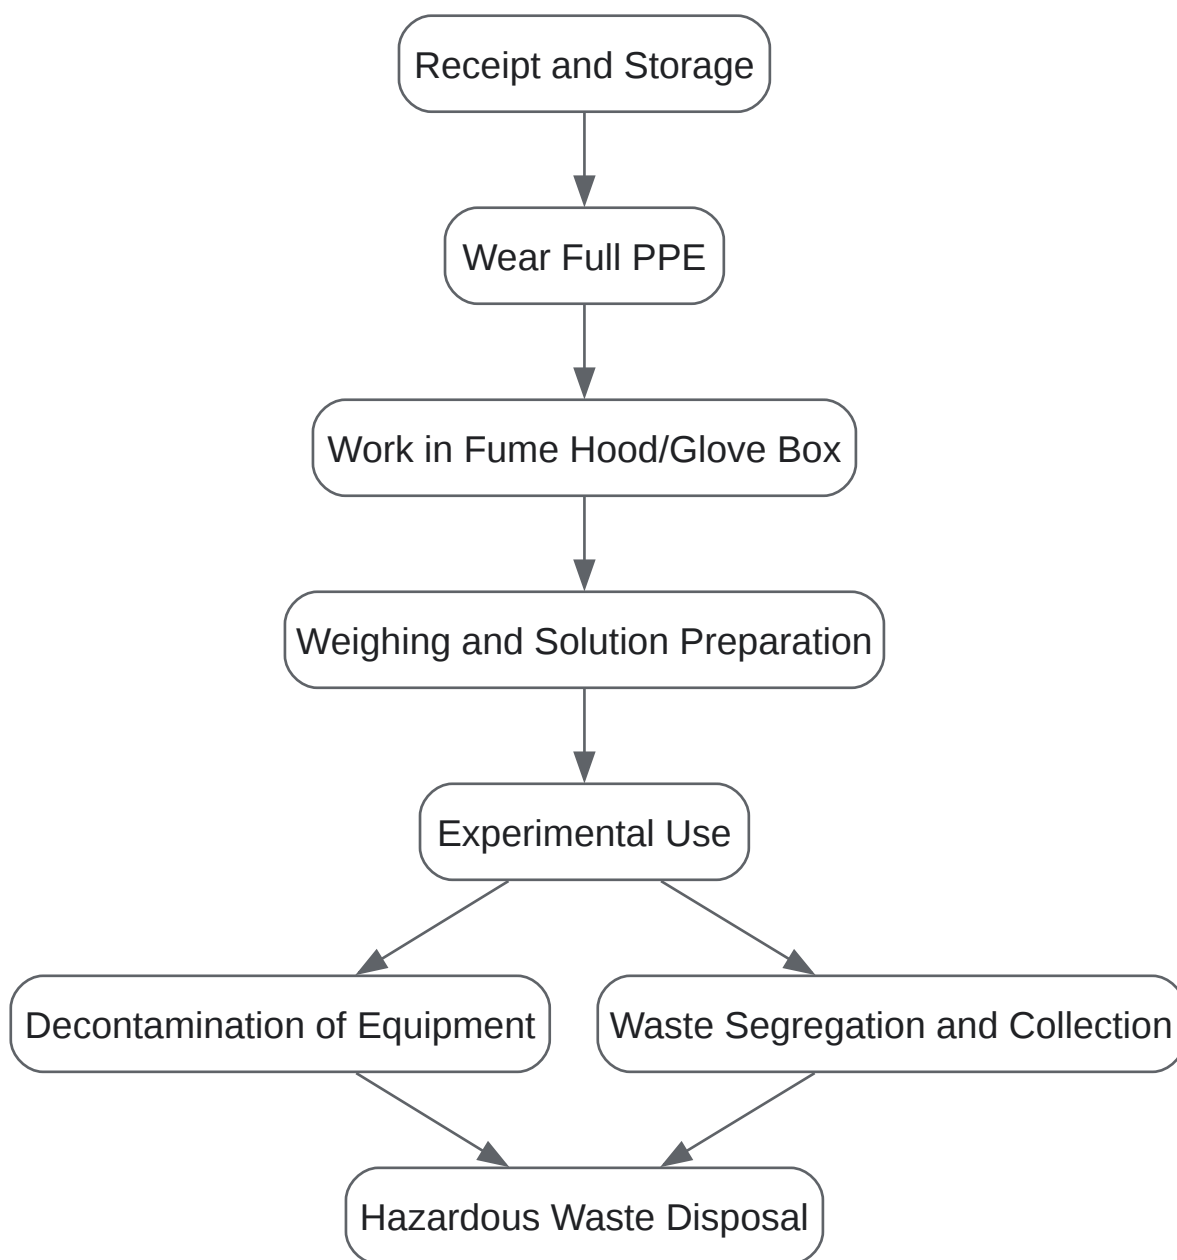 Receipt and Storage
Wear Full PPE
Work in Fume Hood/Glove Box
Weighing and Solution Preparation
Experimental Use
Decontamination of Equipment
Waste Segregation and Collection
Hazardous Waste Disposal